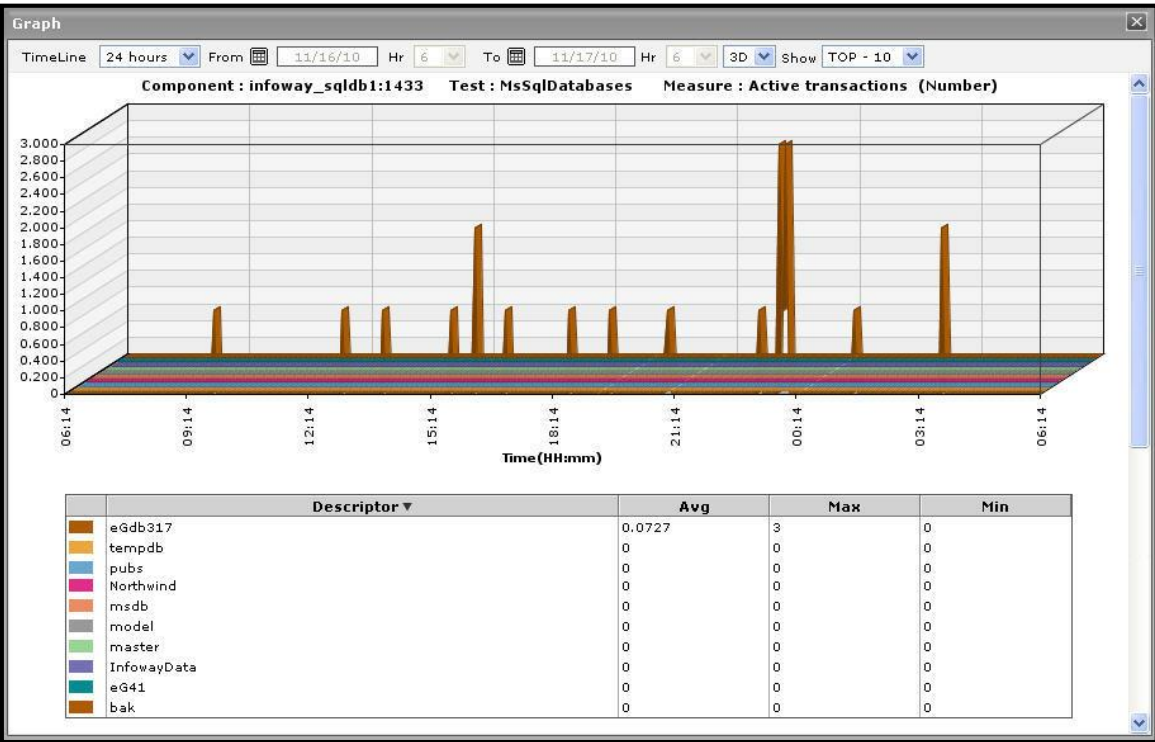 Graph
TimeLine 24 hours From 11/16/10 Hr 6 To 11/17/10 Hr 6 3D Show TOP - 10
Component : infoway_sqldb1:1433 Test : MsSqlDatabases Measure : Active transactions (Number)
3.000
2.800
2.600
2.400
2.200
2.000
1.800
1.600
1.400
1.200
1.000
0.800
0.600
0.400
0.200
0
06:14 09:14 12:14 15:14 18:14 21:14 00:14 03:14 06:14
Time(HH:mm)
Descriptor Avg Max Min
eGdb317 0.0727 3 0
tempdb 0 0 0
pubs 0 0 0
Northwind 0 0 0
msdb 0 0 0
model 0 0 0
master 0 0 0
InfowayData 0 0 0
eG41 0 0 0
bak 0 0 0